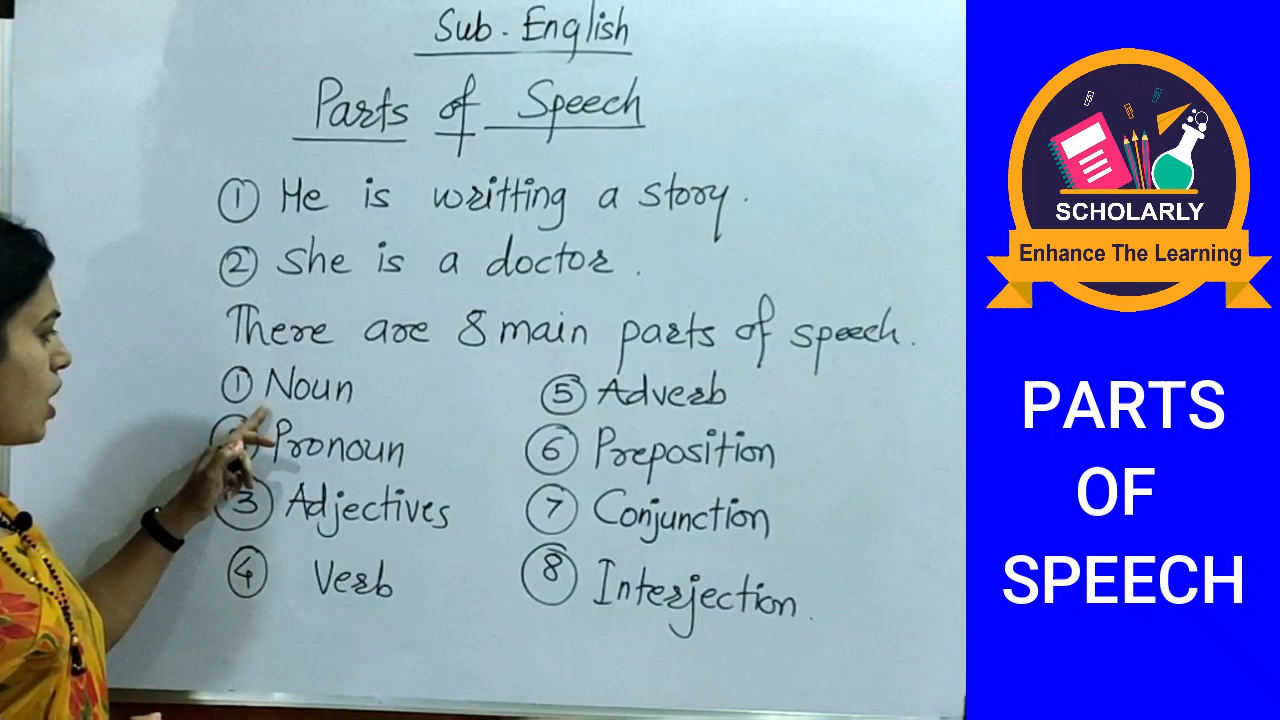 Sub. English
Parts of Speech
① He is writting a story.
② She is a doctor.
There are 8 main parts of speech.
① Noun
Pronoun
③ Adjectives
④ Verb
⑤ Adverb
⑥ Preposition
⑦ Conjunction
⑧ Interjection.
SCHOLARLY
Enhance The Learning
PARTS
OF
SPEECH